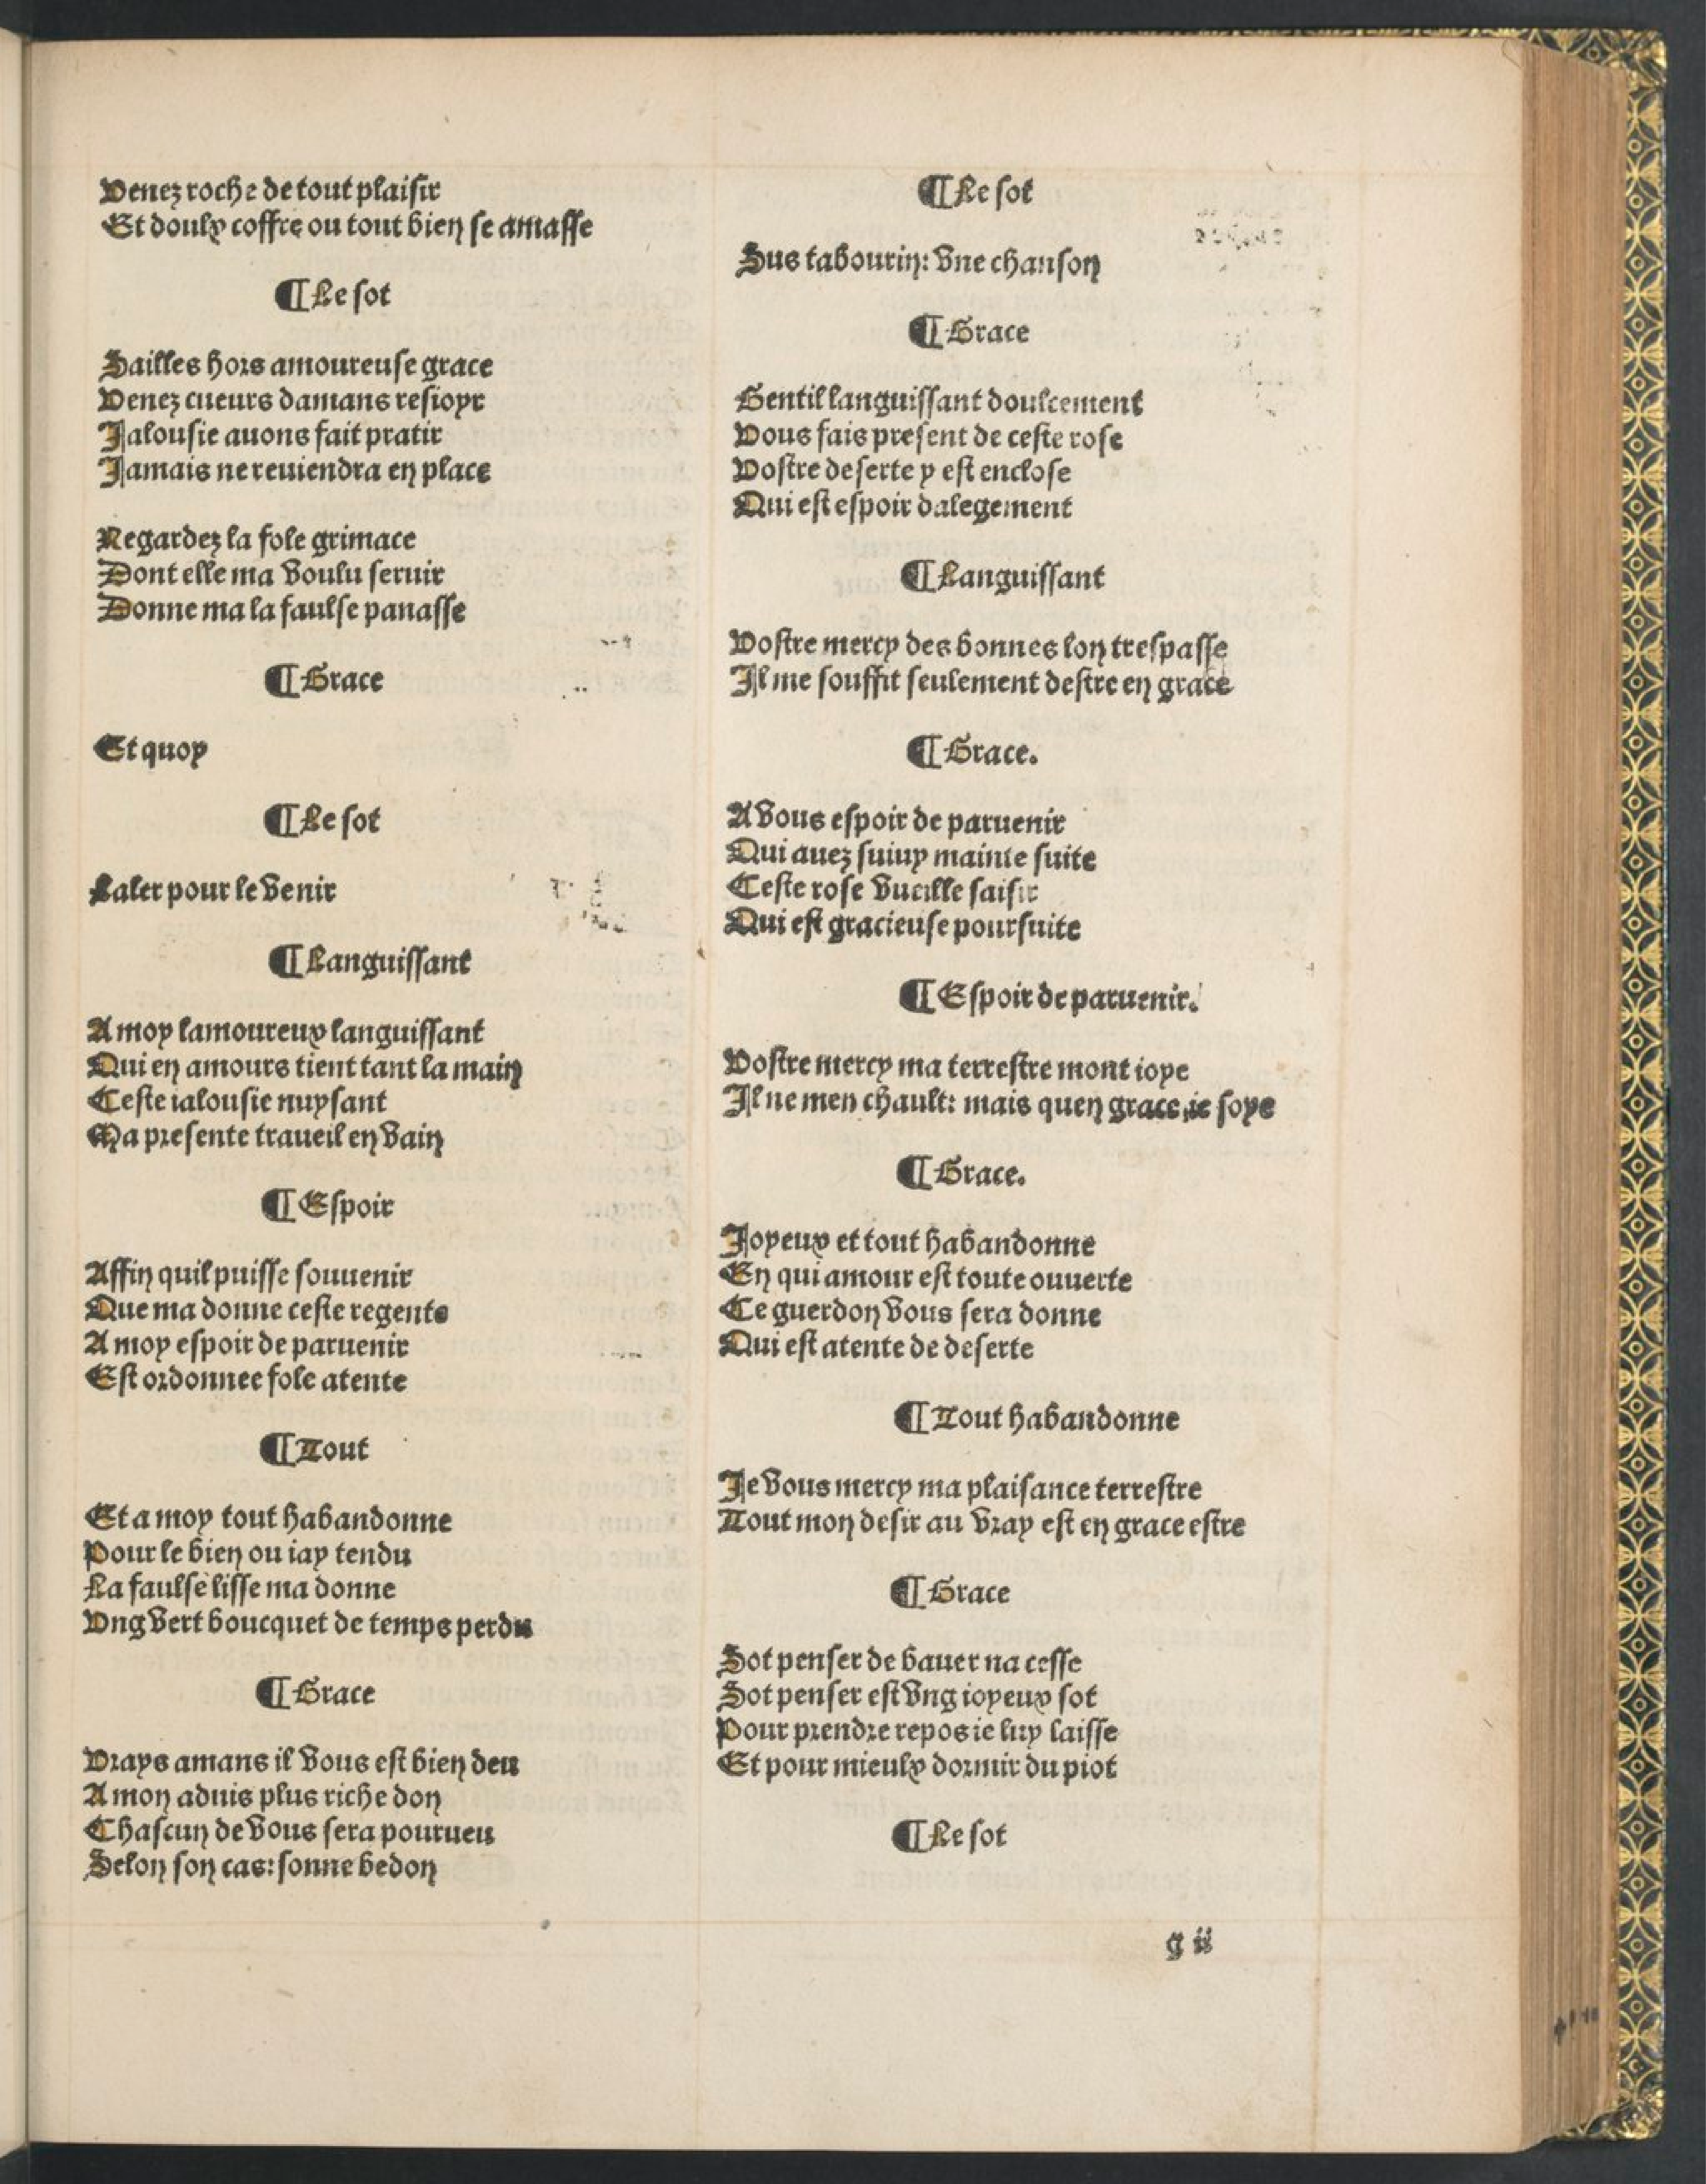 Venez roche de tout plaisir
Et doulx coffre ou tout bien se amasse
¶ Le sot
Sailles hors amoureuse grace
Venez cueurs damans resioyr
Jalousie auons fait pratir
Jamais ne reuiendra en place
Regardez la fole grimace
Dont elle ma voulu seruir
Donne ma la faulse panasse
¶ Grace
Et quoy
¶ Le sot
Laler pour le venir
¶ Languissant
A moy lamoureux languissant
Qui en amours tient tant la main
Ceste ialousie nuysant
Ma presente traueil en vain
¶ Espoir
Affin quil puisse souuenir
Que ma donne ceste regente
A moy espoir de paruenir
Est ordonnee fole atente
¶ Tout
Et a moy tout habandonne
Pour le bien ou iay tendu
La faulse lisse ma donne
Vng vert boucquet de temps perdu
¶ Grace
Vrays amans il vous est bien deu
A mon aduis plus riche don
Chascun de vous sera pourueu
Selon son cas: sonne bedon
¶ Le sot
Sus tabourin: vne chanson
¶ Grace
Gentil languissant doulcement
Vous fais present de ceste rose
Vostre deserte y est enclose
Qui est espoir dalegement
¶ Languissant
Vostre mercy des bonnes lon trespasse
Il me souffit seulement destre en grace
¶ Grace.
A vous espoir de paruenir
Qui auez suiuy mainte suite
Ceste rose vueille saisir
Qui est gracieuse poursuite
¶ Espoir de paruenir.
Vostre mercy ma terrestre mont ioye
Il ne men chault: mais quen grace ie soye
¶ Grace.
Joyeux et tout habandonne
En qui amour est toute ouuerte
Ce guerdon vous sera donne
Qui est atente de deserte
¶ Tout habandonne
Je vous mercy ma plaisance terrestre
Tout mon desir au vray est en grace estre
¶ Grace
Sot penser de bauer na cesse
Sot penser est vng ioyeux sot
Pour prendre repos ie luy laisse
Et pour mieulx dormir du piot
¶ Le sot
g ii